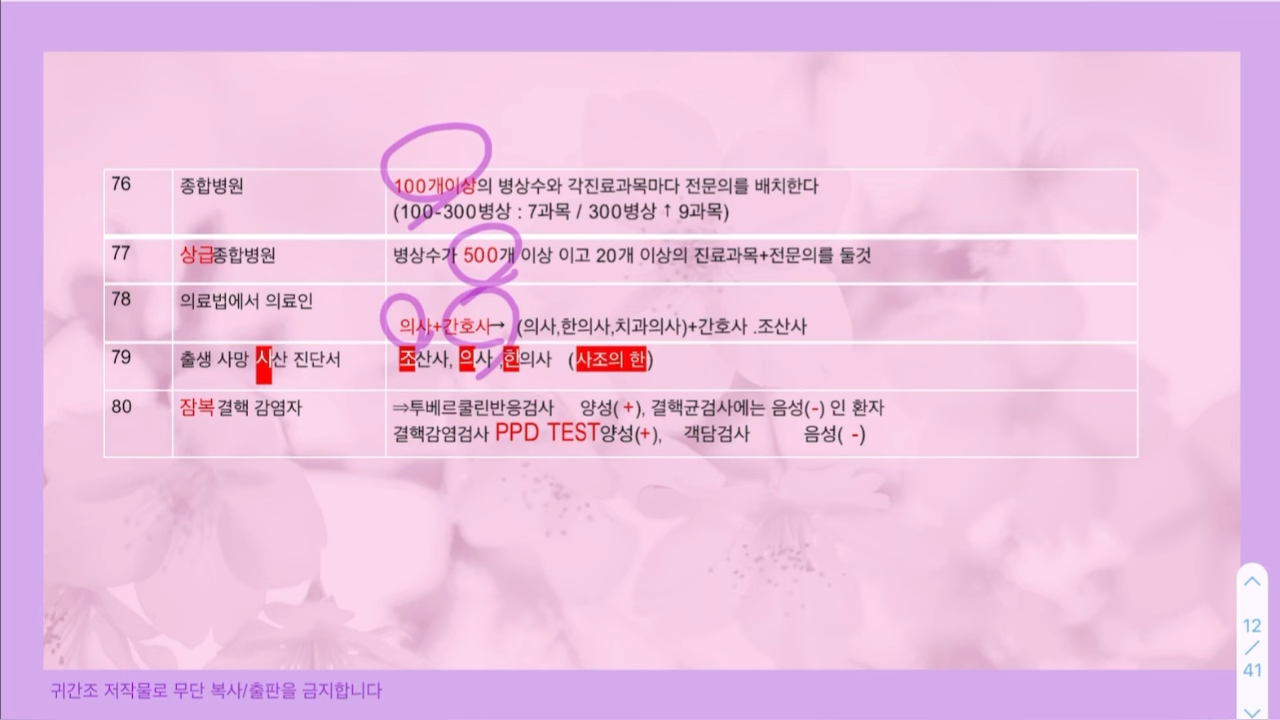 76 종합병원 100개이상의 병상수와 각진료과목마다 전문의를 배치한다
(100-300병상 : 7과목 / 300병상 ↑ 9과목)
77 상급종합병원 병상수가 500개 이상 이고 20개 이상의 진료과목+전문의를 둘것
78 의료법에서 의료인
의사+간호사→ (의사,한의사,치과의사)+간호사 .조산사
79 출생 사망 사산 진단서 조산사, 의사 ,한의사 (사조의 한)
80 잠복 결핵 감염자 ⇒투베르쿨린반응검사 양성( +), 결핵균검사에는 음성(-) 인 환자
결핵감염검사 PPD TEST양성(+), 객담검사 음성( -)
12
/
41
귀간조 저작물로 무단 복사/출판을 금지합니다